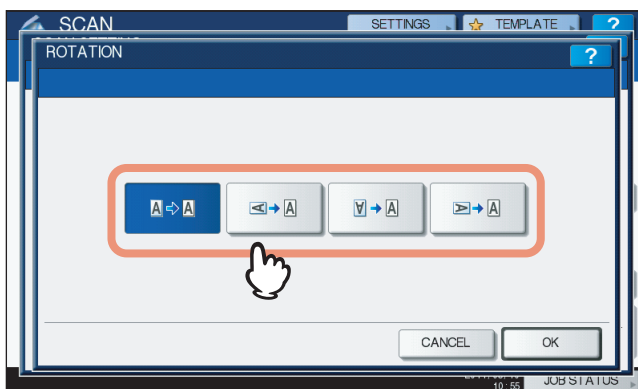 SCAN
SETTINGS
TEMPLATE
?
ROTATION
?
A ⇨ A
A → A
A → A
A → A
CANCEL
OK
10:55
JOB STATUS